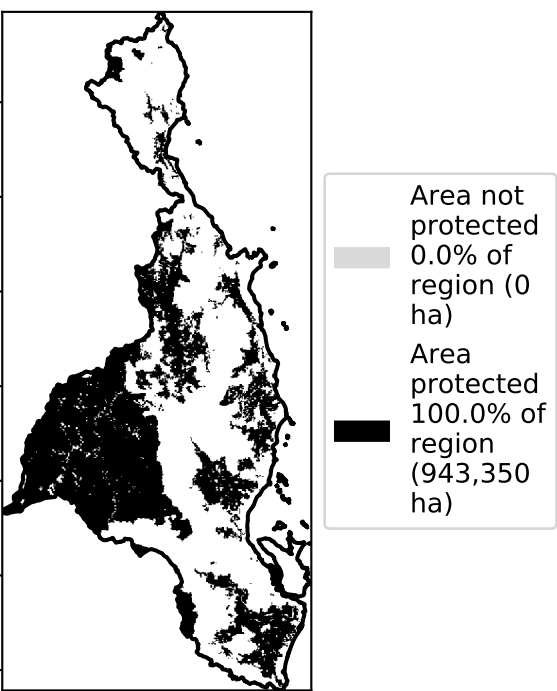 Area not
protected
0.0% of
region (0
ha)
Area
protected
100.0% of
region
(943,350
ha)